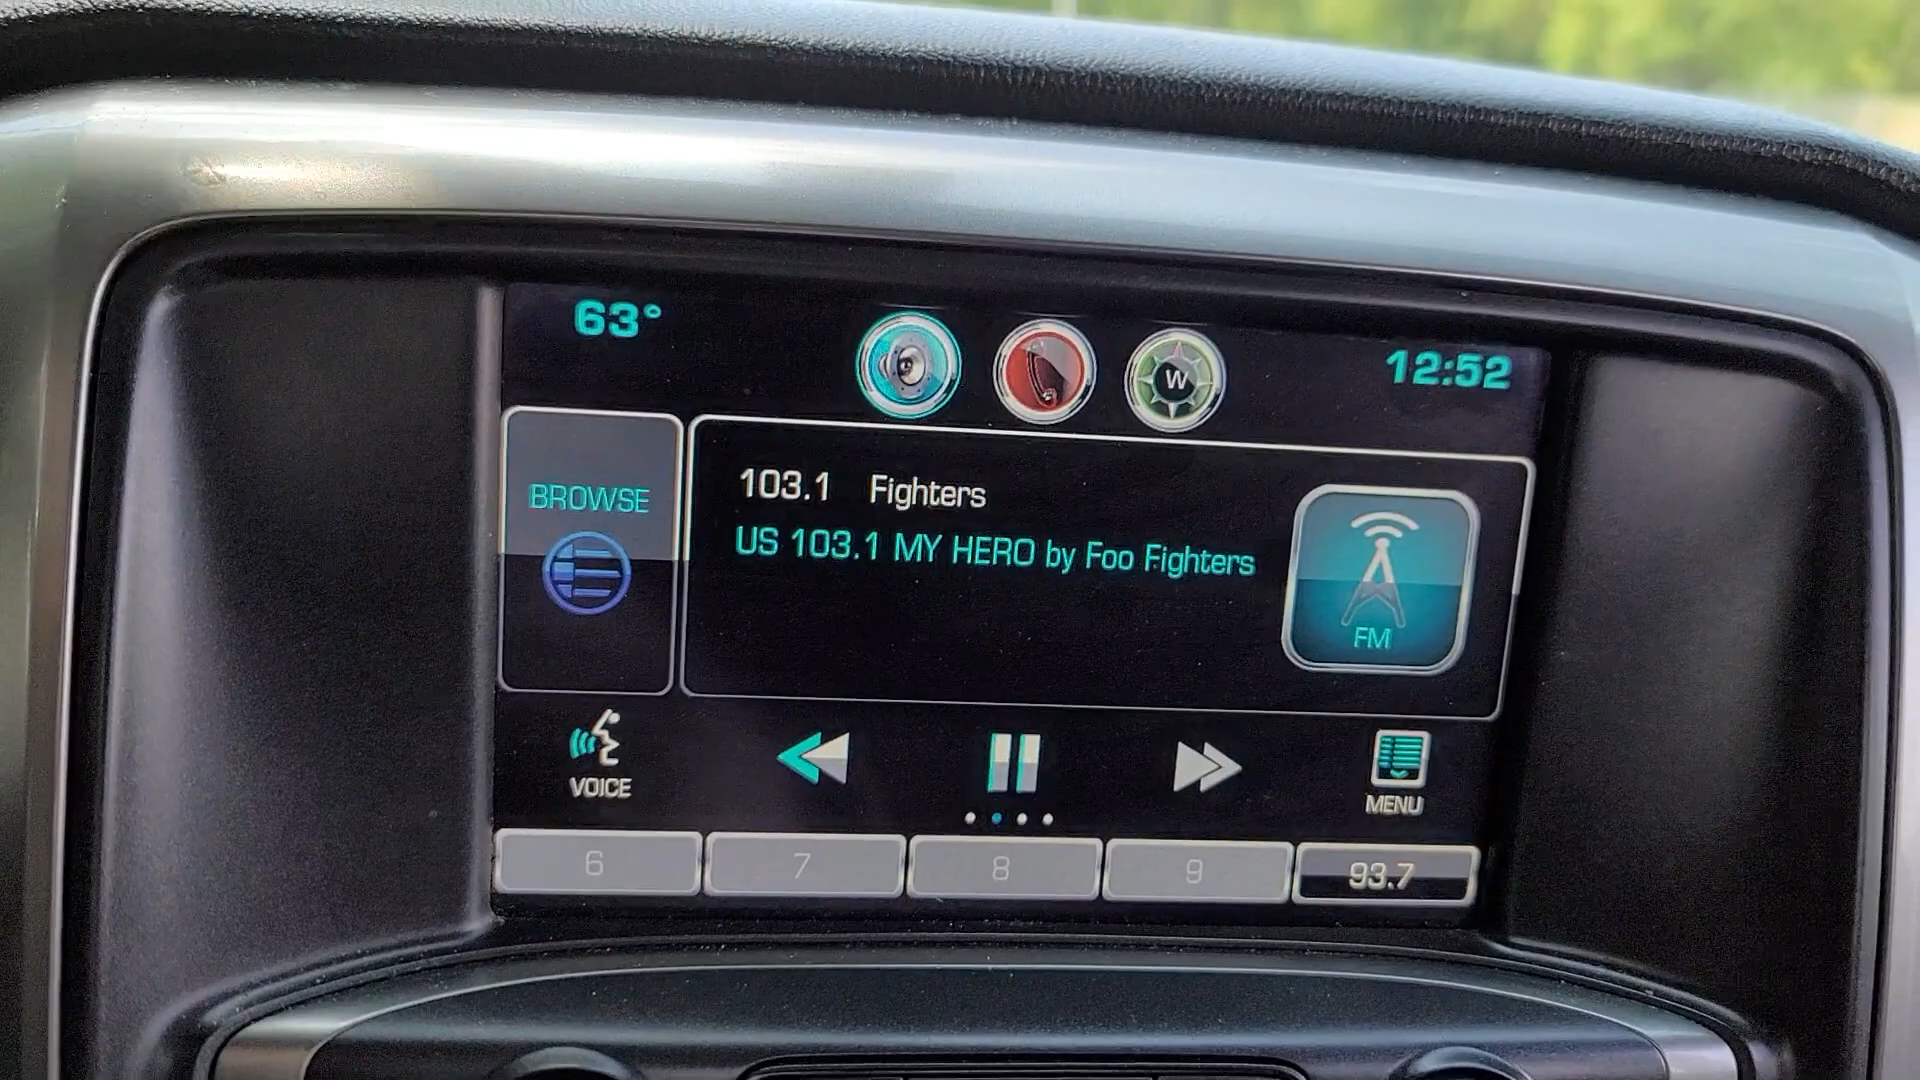 63°
12:52
W
BROWSE
103.1 Fighters
US 103.1 MY HERO by Foo Fighters
FM
VOICE
MENU
6 7 8 9 93.7